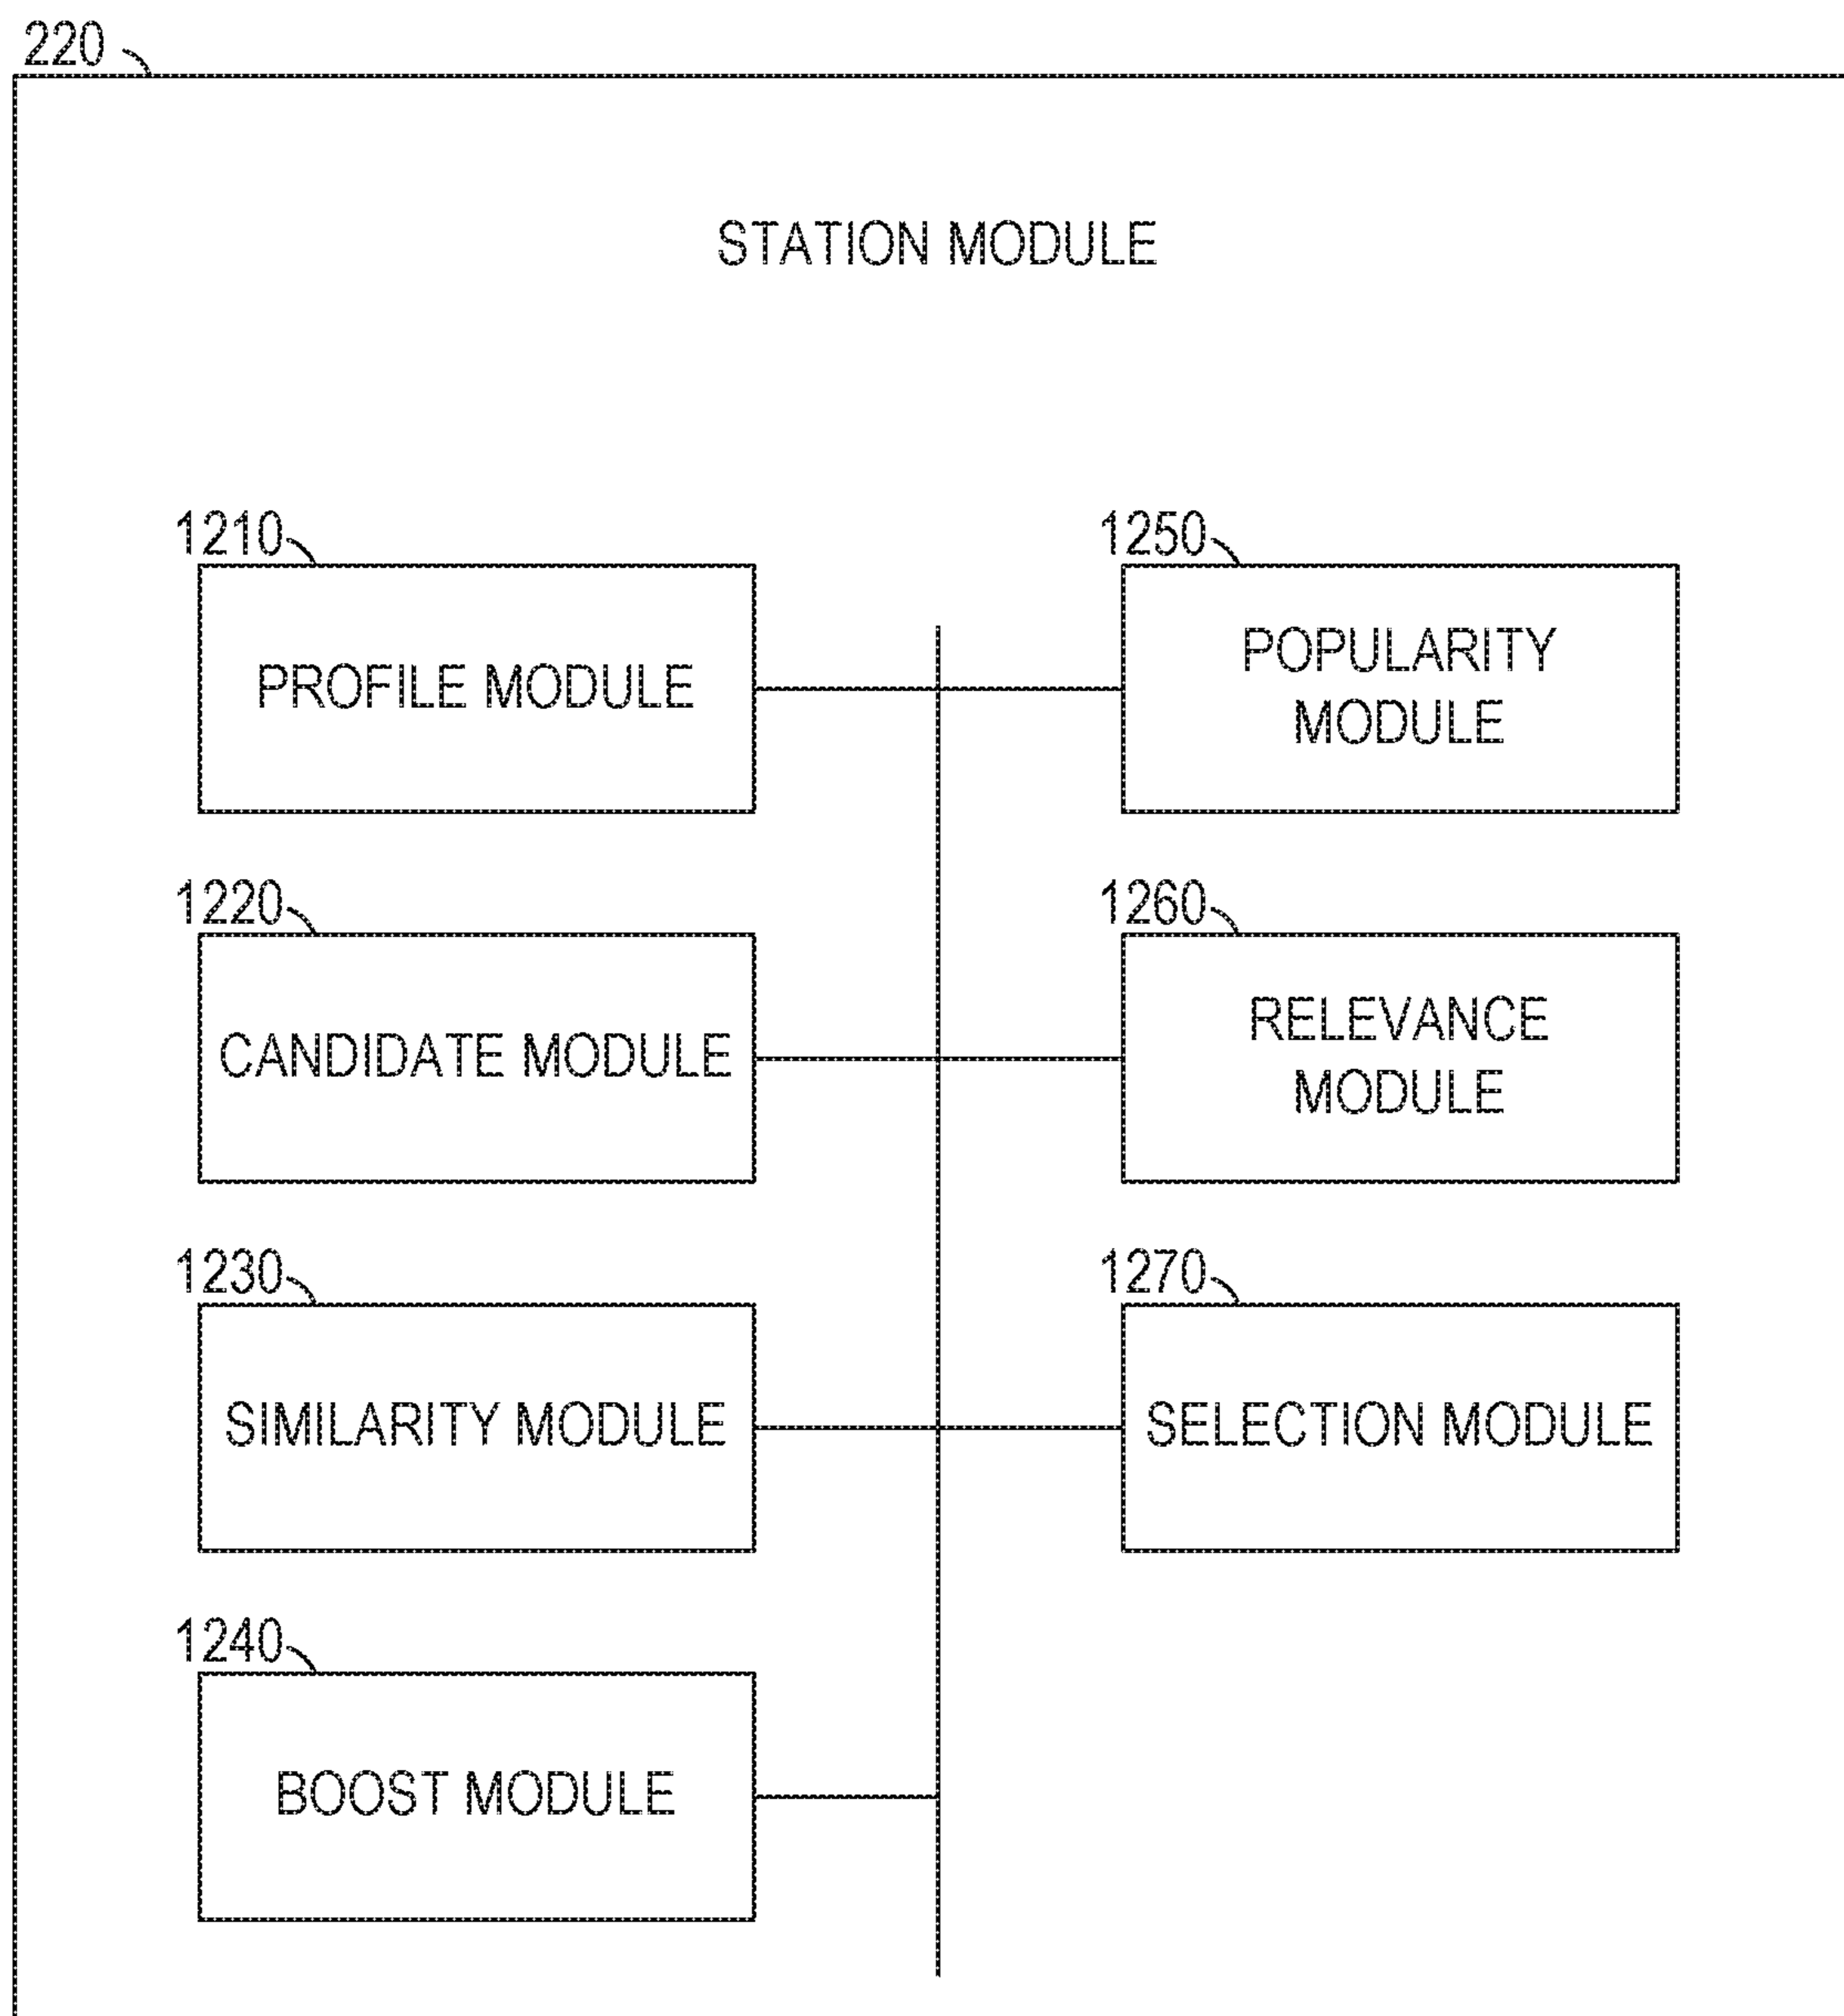 220
STATION MODULE
1210
PROFILE MODULE
1250
POPULARITY
MODULE
1220
CANDIDATE MODULE
1260
RELEVANCE
MODULE
1230
SIMILARITY MODULE
1270
SELECTION MODULE
1240
BOOST MODULE